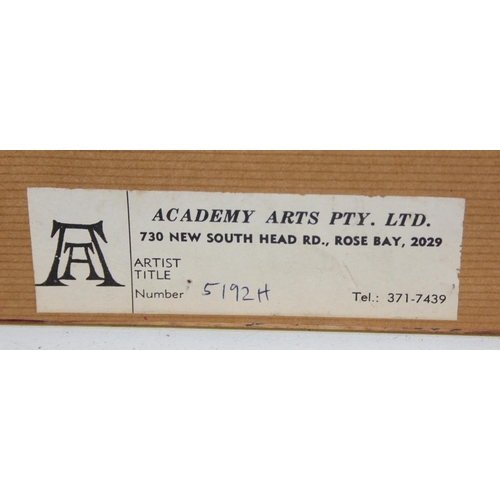 AA
ACADEMY ARTS PTY. LTD.
730 NEW SOUTH HEAD RD., ROSE BAY, 2029
ARTIST
TITLE
Number 5192H Tel.: 371-7439